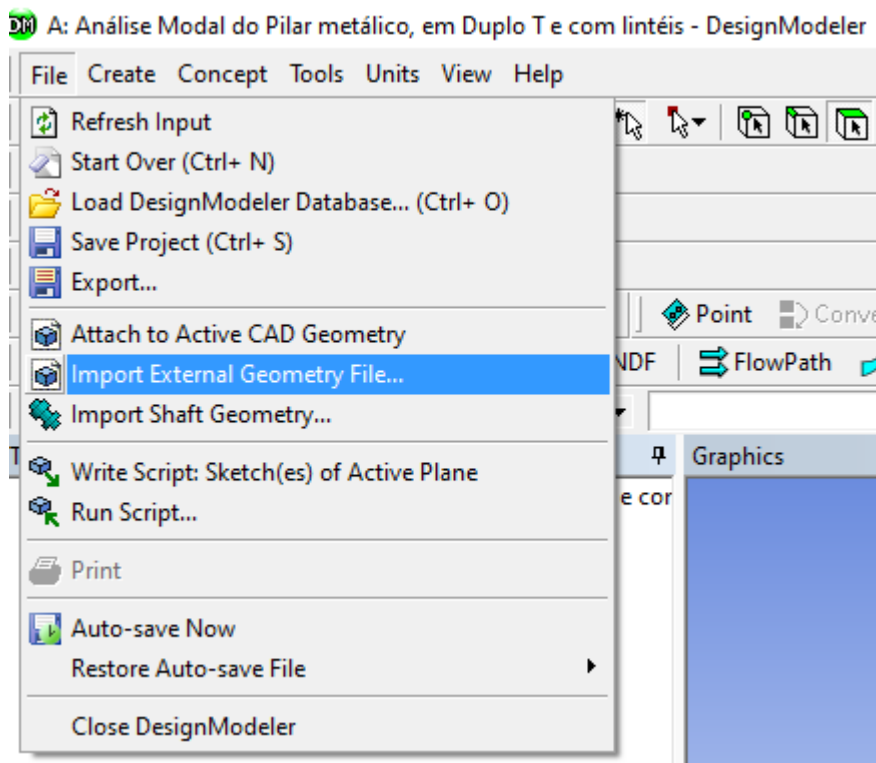 DM A: Análise Modal do Pilar metálico, em Duplo T e com lintéis - DesignModeler
File Create Concept Tools Units View Help
Refresh Input
Start Over (Ctrl+ N)
Load DesignModeler Database... (Ctrl+ O)
Save Project (Ctrl+ S)
Export...
Point Conve
Attach to Active CAD Geometry
Import External Geometry File...
NDF FlowPath
Import Shaft Geometry...
T Graphics
Write Script: Sketch(es) of Active Plane
e cor
Run Script...
Print
Auto-save Now
Restore Auto-save File
Close DesignModeler